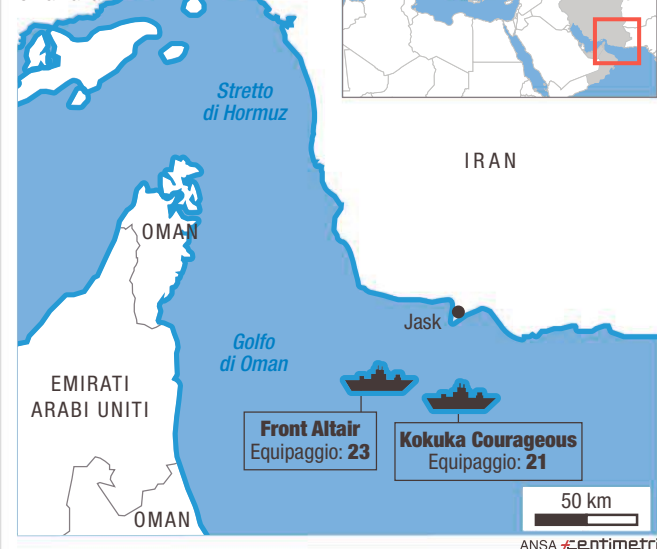 Stretto
di Hormuz
IRAN
OMAN
Jask
Golfo
di Oman
EMIRATI
ARABI UNITI
Front Altair
Equipaggio: 23
Kokuka Courageous
Equipaggio: 21
50 km
OMAN
ANSA centimetri